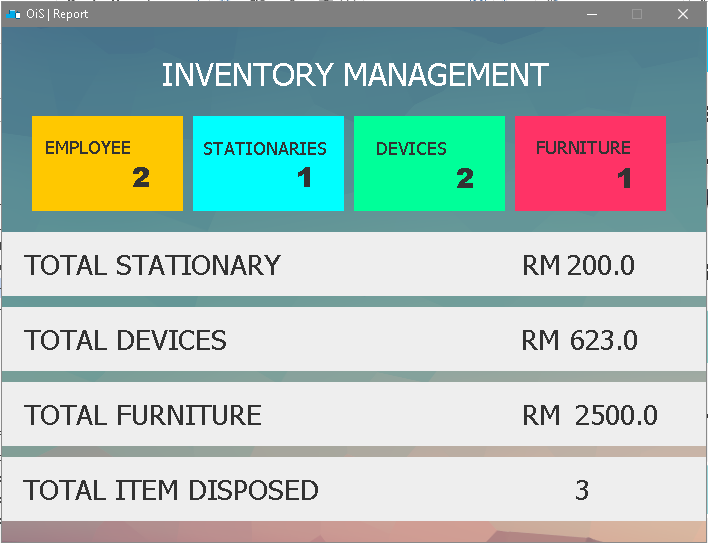 OiS | Report
INVENTORY MANAGEMENT
EMPLOYEE
2
STATIONARIES
1
DEVICES
2
FURNITURE
1
TOTAL STATIONARY RM 200.0
TOTAL DEVICES RM 623.0
TOTAL FURNITURE RM 2500.0
TOTAL ITEM DISPOSED 3